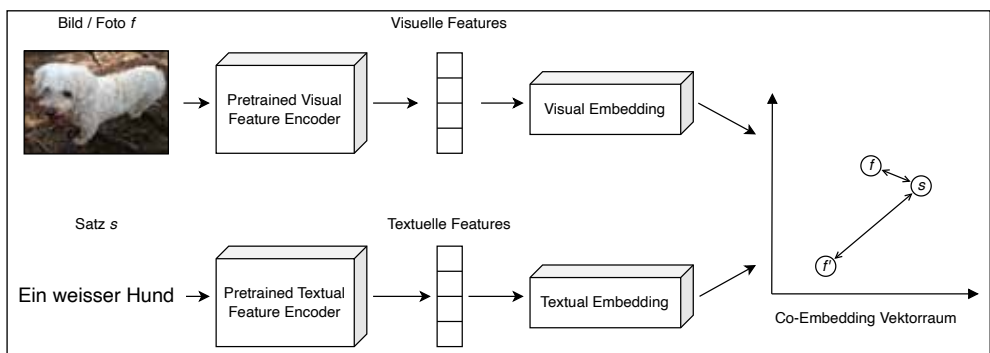 Bild / Foto f
Visuelle Features
Pretrained Visual
Feature Encoder
Visual Embedding
f
s
f'
Satz s
Textuelle Features
Ein weisser Hund
Pretrained Textual
Feature Encoder
Textual Embedding
Co-Embedding Vektorraum